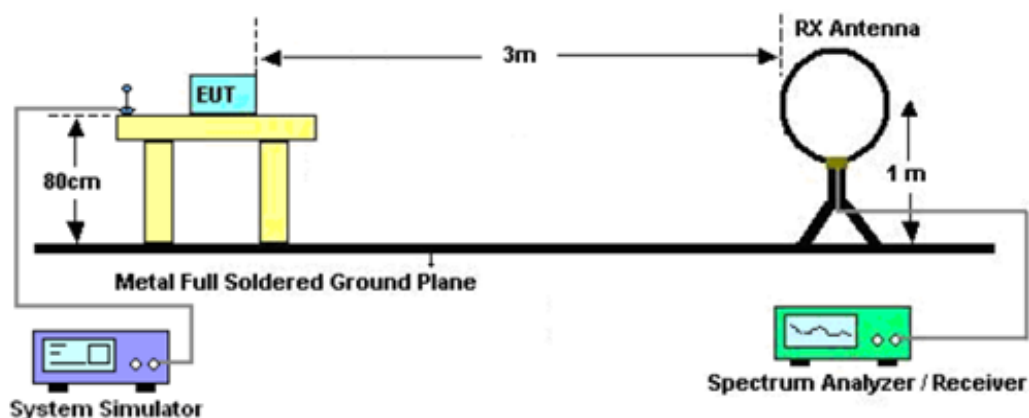 RX Antenna
3m
EUT
80cm
1 m
Metal Full Soldered Ground Plane
System Simulator
Spectrum Analyzer / Receiver